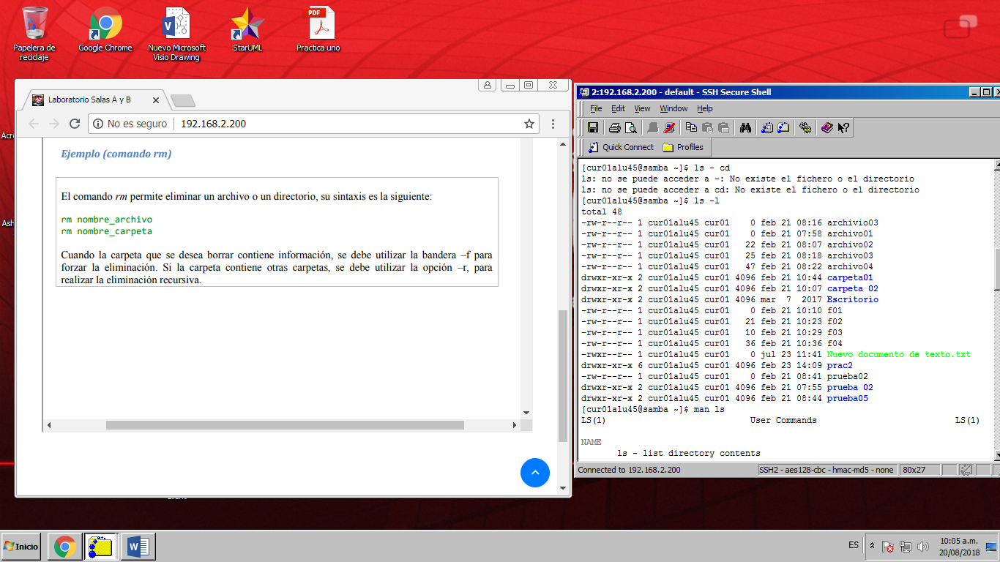 Papelera de
reciclaje
Google Chrome
Nuevo Microsoft
Visio Drawing
StarUML
PDF
Practica uno
Laboratorio Salas A y B
No es seguro
192.168.2.200
Ejemplo (comando rm)
El comando rm permite eliminar un archivo o un directorio, su sintaxis es la siguiente:
rm nombre_archivo
rm nombre_carpeta
Cuando la carpeta que se desea borrar contiene información, se debe utilizar la bandera –f para
forzar la eliminación. Si la carpeta contiene otras carpetas, se debe utilizar la opción –r, para
realizar la eliminación recursiva.
2:192.168.2.200 - default - SSH Secure Shell
File Edit View Window Help
Quick Connect Profiles
[cur01alu45@samba ~]$ ls - cd
ls: no se puede acceder a -: No existe el fichero o el directorio
ls: no se puede acceder a cd: No existe el fichero o el directorio
[cur01alu45@samba ~]$ ls -l
total 48
-rw-r--r-- 1 cur01alu45 cur01    0 feb 21 08:16 archivio03
-rw-r--r-- 1 cur01alu45 cur01    0 feb 21 07:58 archivo01
-rw-r--r-- 1 cur01alu45 cur01   22 feb 21 08:07 archivo02
-rw-r--r-- 1 cur01alu45 cur01   25 feb 21 08:18 archivo03
-rw-r--r-- 1 cur01alu45 cur01   47 feb 21 08:22 archivo04
drwxr-xr-x 2 cur01alu45 cur01 4096 feb 21 10:44 carpeta01
drwxr-xr-x 2 cur01alu45 cur01 4096 feb 21 10:07 carpeta 02
drwxr-xr-x 2 cur01alu45 cur01 4096 mar  7  2017 Escritorio
-rw-r--r-- 1 cur01alu45 cur01    0 feb 21 10:10 f01
-rw-r--r-- 1 cur01alu45 cur01   21 feb 21 10:23 f02
-rw-r--r-- 1 cur01alu45 cur01   10 feb 21 10:29 f03
-rw-r--r-- 1 cur01alu45 cur01   36 feb 21 10:36 f04
-rwxr--r-- 1 cur01alu45 cur01    0 jul 23 11:41 Nuevo documento de texto.txt
drwxr-xr-x 6 cur01alu45 cur01 4096 feb 23 14:09 prac2
-rw-r--r-- 1 cur01alu45 cur01    0 feb 21 08:41 prueba02
drwxr-xr-x 2 cur01alu45 cur01 4096 feb 21 07:55 prueba 02
drwxr-xr-x 2 cur01alu45 cur01 4096 feb 21 08:44 prueba05
[cur01alu45@samba ~]$ man ls
LS(1) User Commands LS(1)
NAME
ls - list directory contents
Connected to 192.168.2.200 SSH2 - aes128-cbc - hmac-md5 - none 80x27
Inicio
ES
10:05 a.m.
20/08/2018